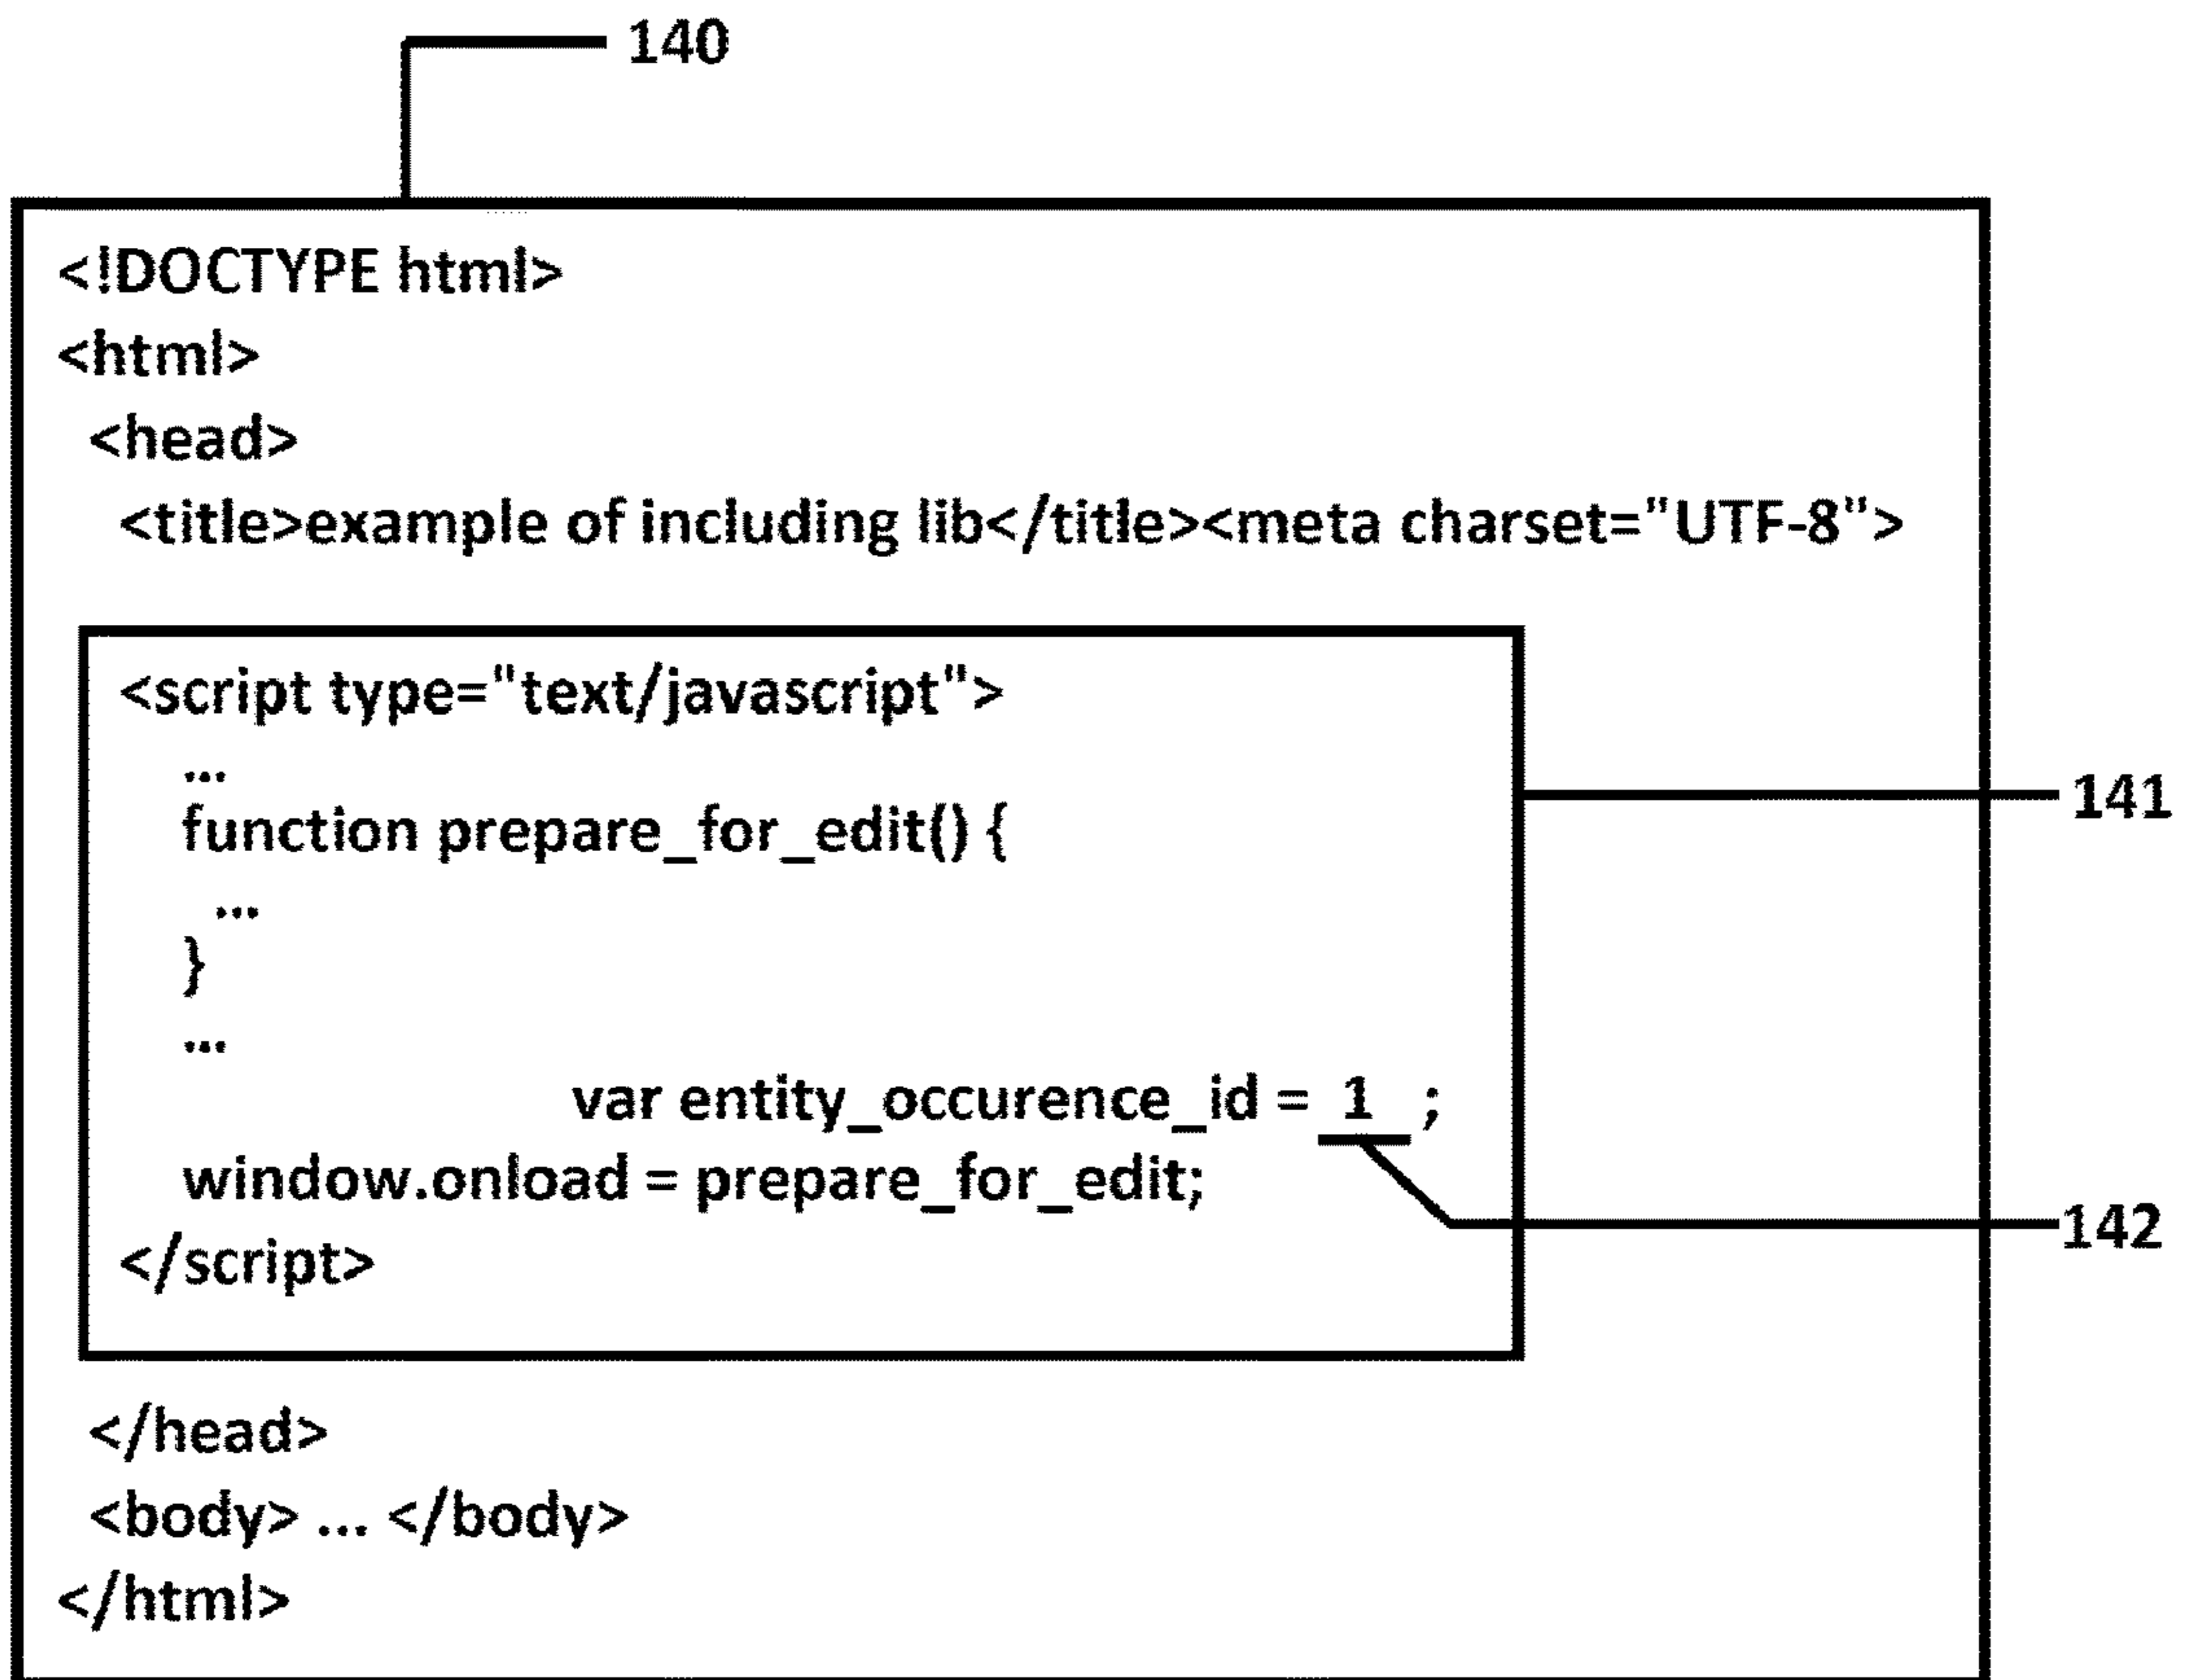 140
<!DOCTYPE html>
<html>
<head>
<title>example of including lib</title><meta charset="UTF-8">
<script type="text/javascript">
...
function prepare_for_edit() {
...
}
...
var entity_occurence_id = 1 ;
window.onload = prepare_for_edit;
</script>
</head>
<body> ... </body>
</html>
141
142